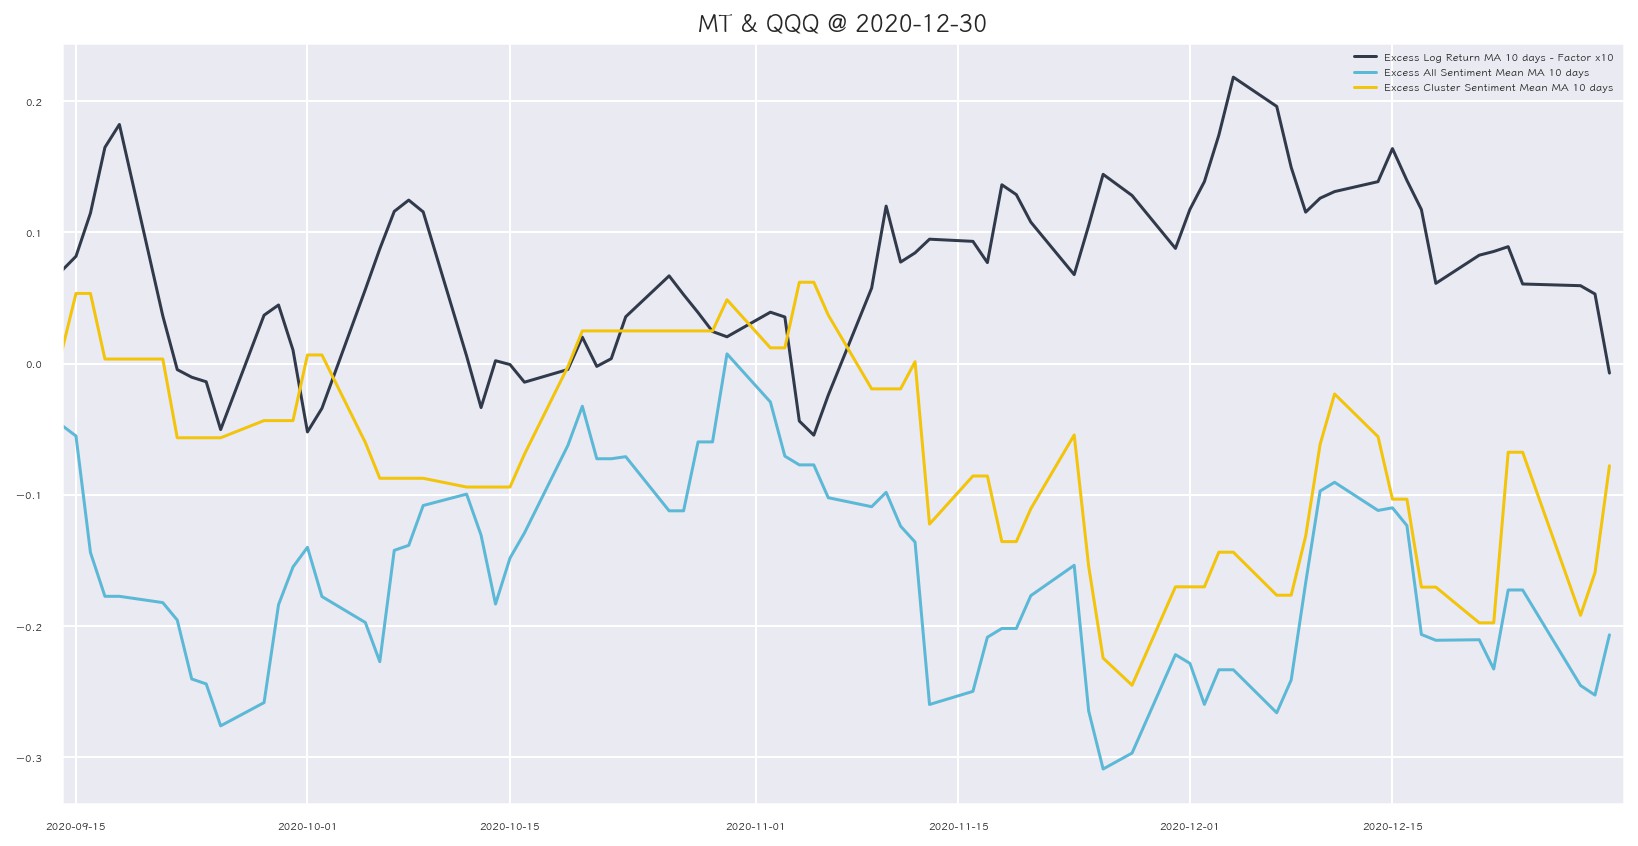 MT & QQQ @ 2020-12-30
Excess Log Return MA 10 days - Factor x10
Excess All Sentiment Mean MA 10 days
Excess Cluster Sentiment Mean MA 10 days
0.2
0.1
0.0
−0.1
−0.2
−0.3
2020-09-15 2020-10-01 2020-10-15 2020-11-01 2020-11-15 2020-12-01 2020-12-15